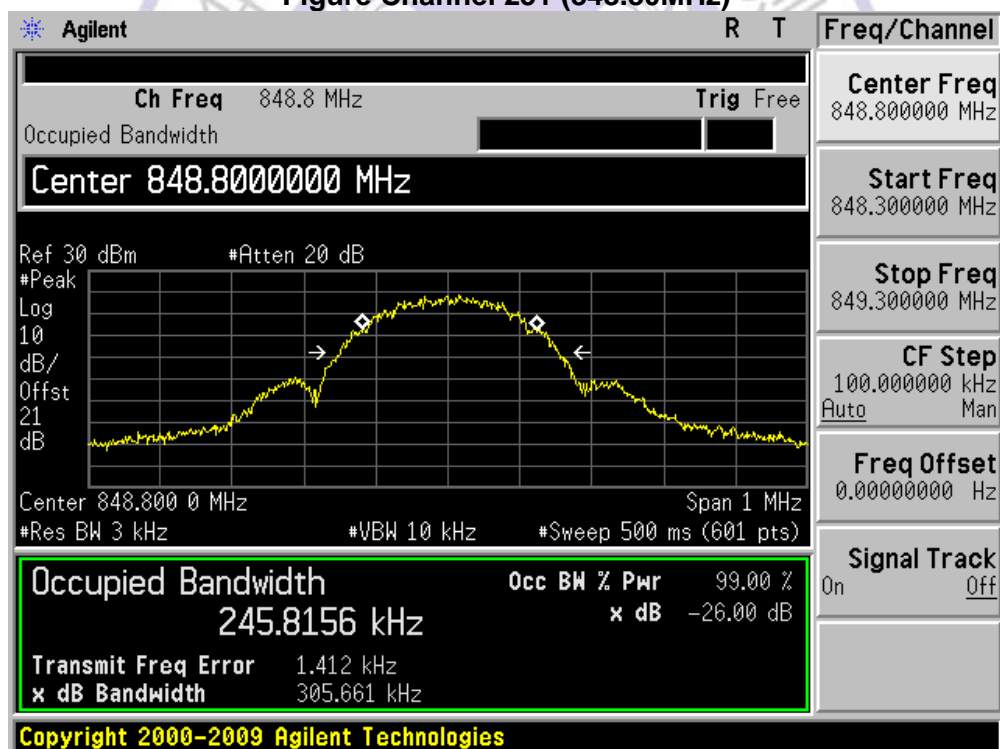 Figure Channel 251 (848.80MHz)
Agilent R T
Freq/Channel
Ch Freq 848.8 MHz Trig Free
Occupied Bandwidth
Center 848.8000000 MHz
Ref 30 dBm #Atten 20 dB
#Peak
Log
10
dB/
Offst
21
dB
Center 848.800 0 MHz Span 1 MHz
#Res BW 3 kHz #VBW 10 kHz #Sweep 500 ms (601 pts)
Occupied Bandwidth
245.8156 kHz
Occ BW % Pwr 99.00 %
x dB -26.00 dB
Transmit Freq Error 1.412 kHz
x dB Bandwidth 305.661 kHz
Copyright 2000-2009 Agilent Technologies
Center Freq
848.800000 MHz
Start Freq
848.300000 MHz
Stop Freq
849.300000 MHz
CF Step
100.000000 kHz
Auto Man
Freq Offset
0.00000000 Hz
Signal Track
On Off